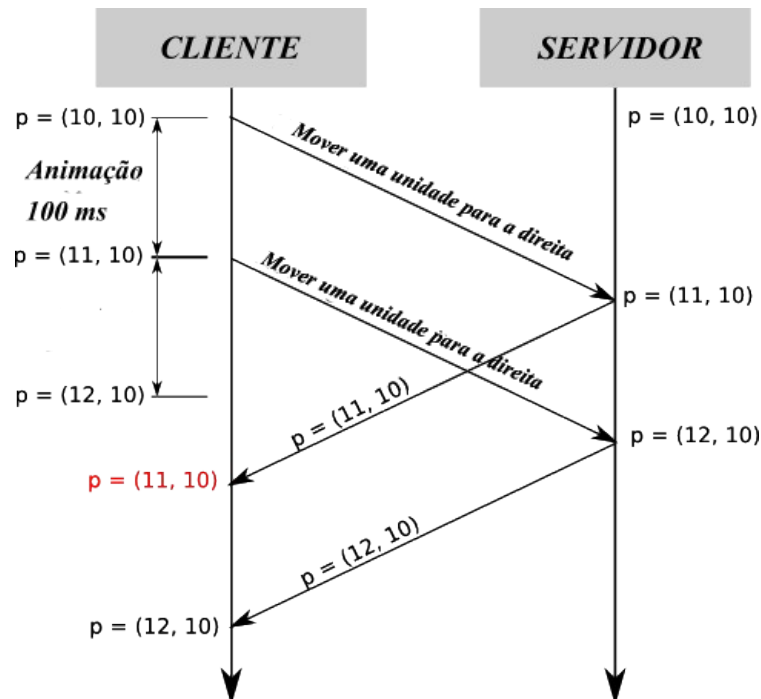 CLIENTE
SERVIDOR
p = (10, 10)
p = (10, 10)
Mover uma unidade para a direita
Animação
100 ms
p = (11, 10)
Mover uma unidade para a direita
p = (11, 10)
p = (11, 10)
p = (12, 10)
p = (12, 10)
p = (11, 10)
p = (12, 10)
p = (12, 10)